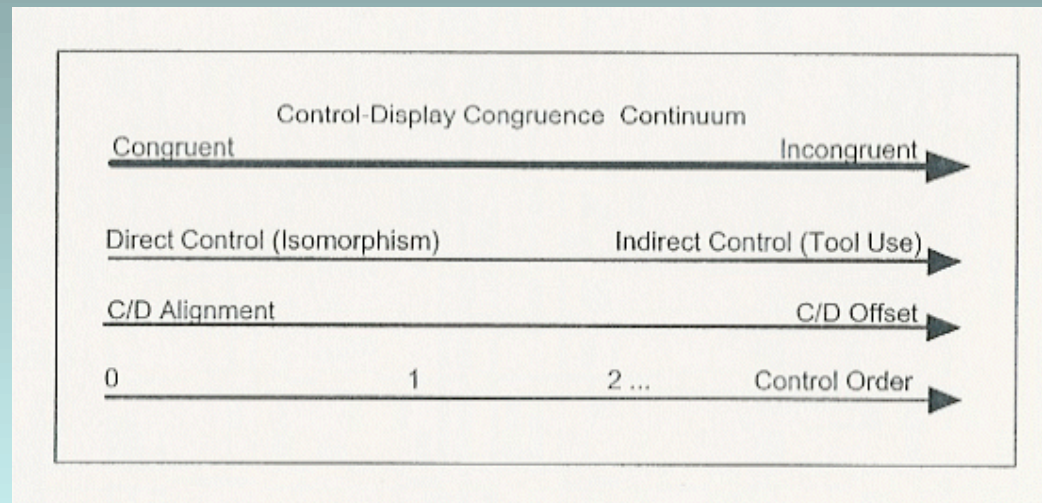 Control-Display Congruence Continuum
Congruent Incongruent
Direct Control (Isomorphism) Indirect Control (Tool Use)
C/D Alignment C/D Offset
0 1 2 ... Control Order